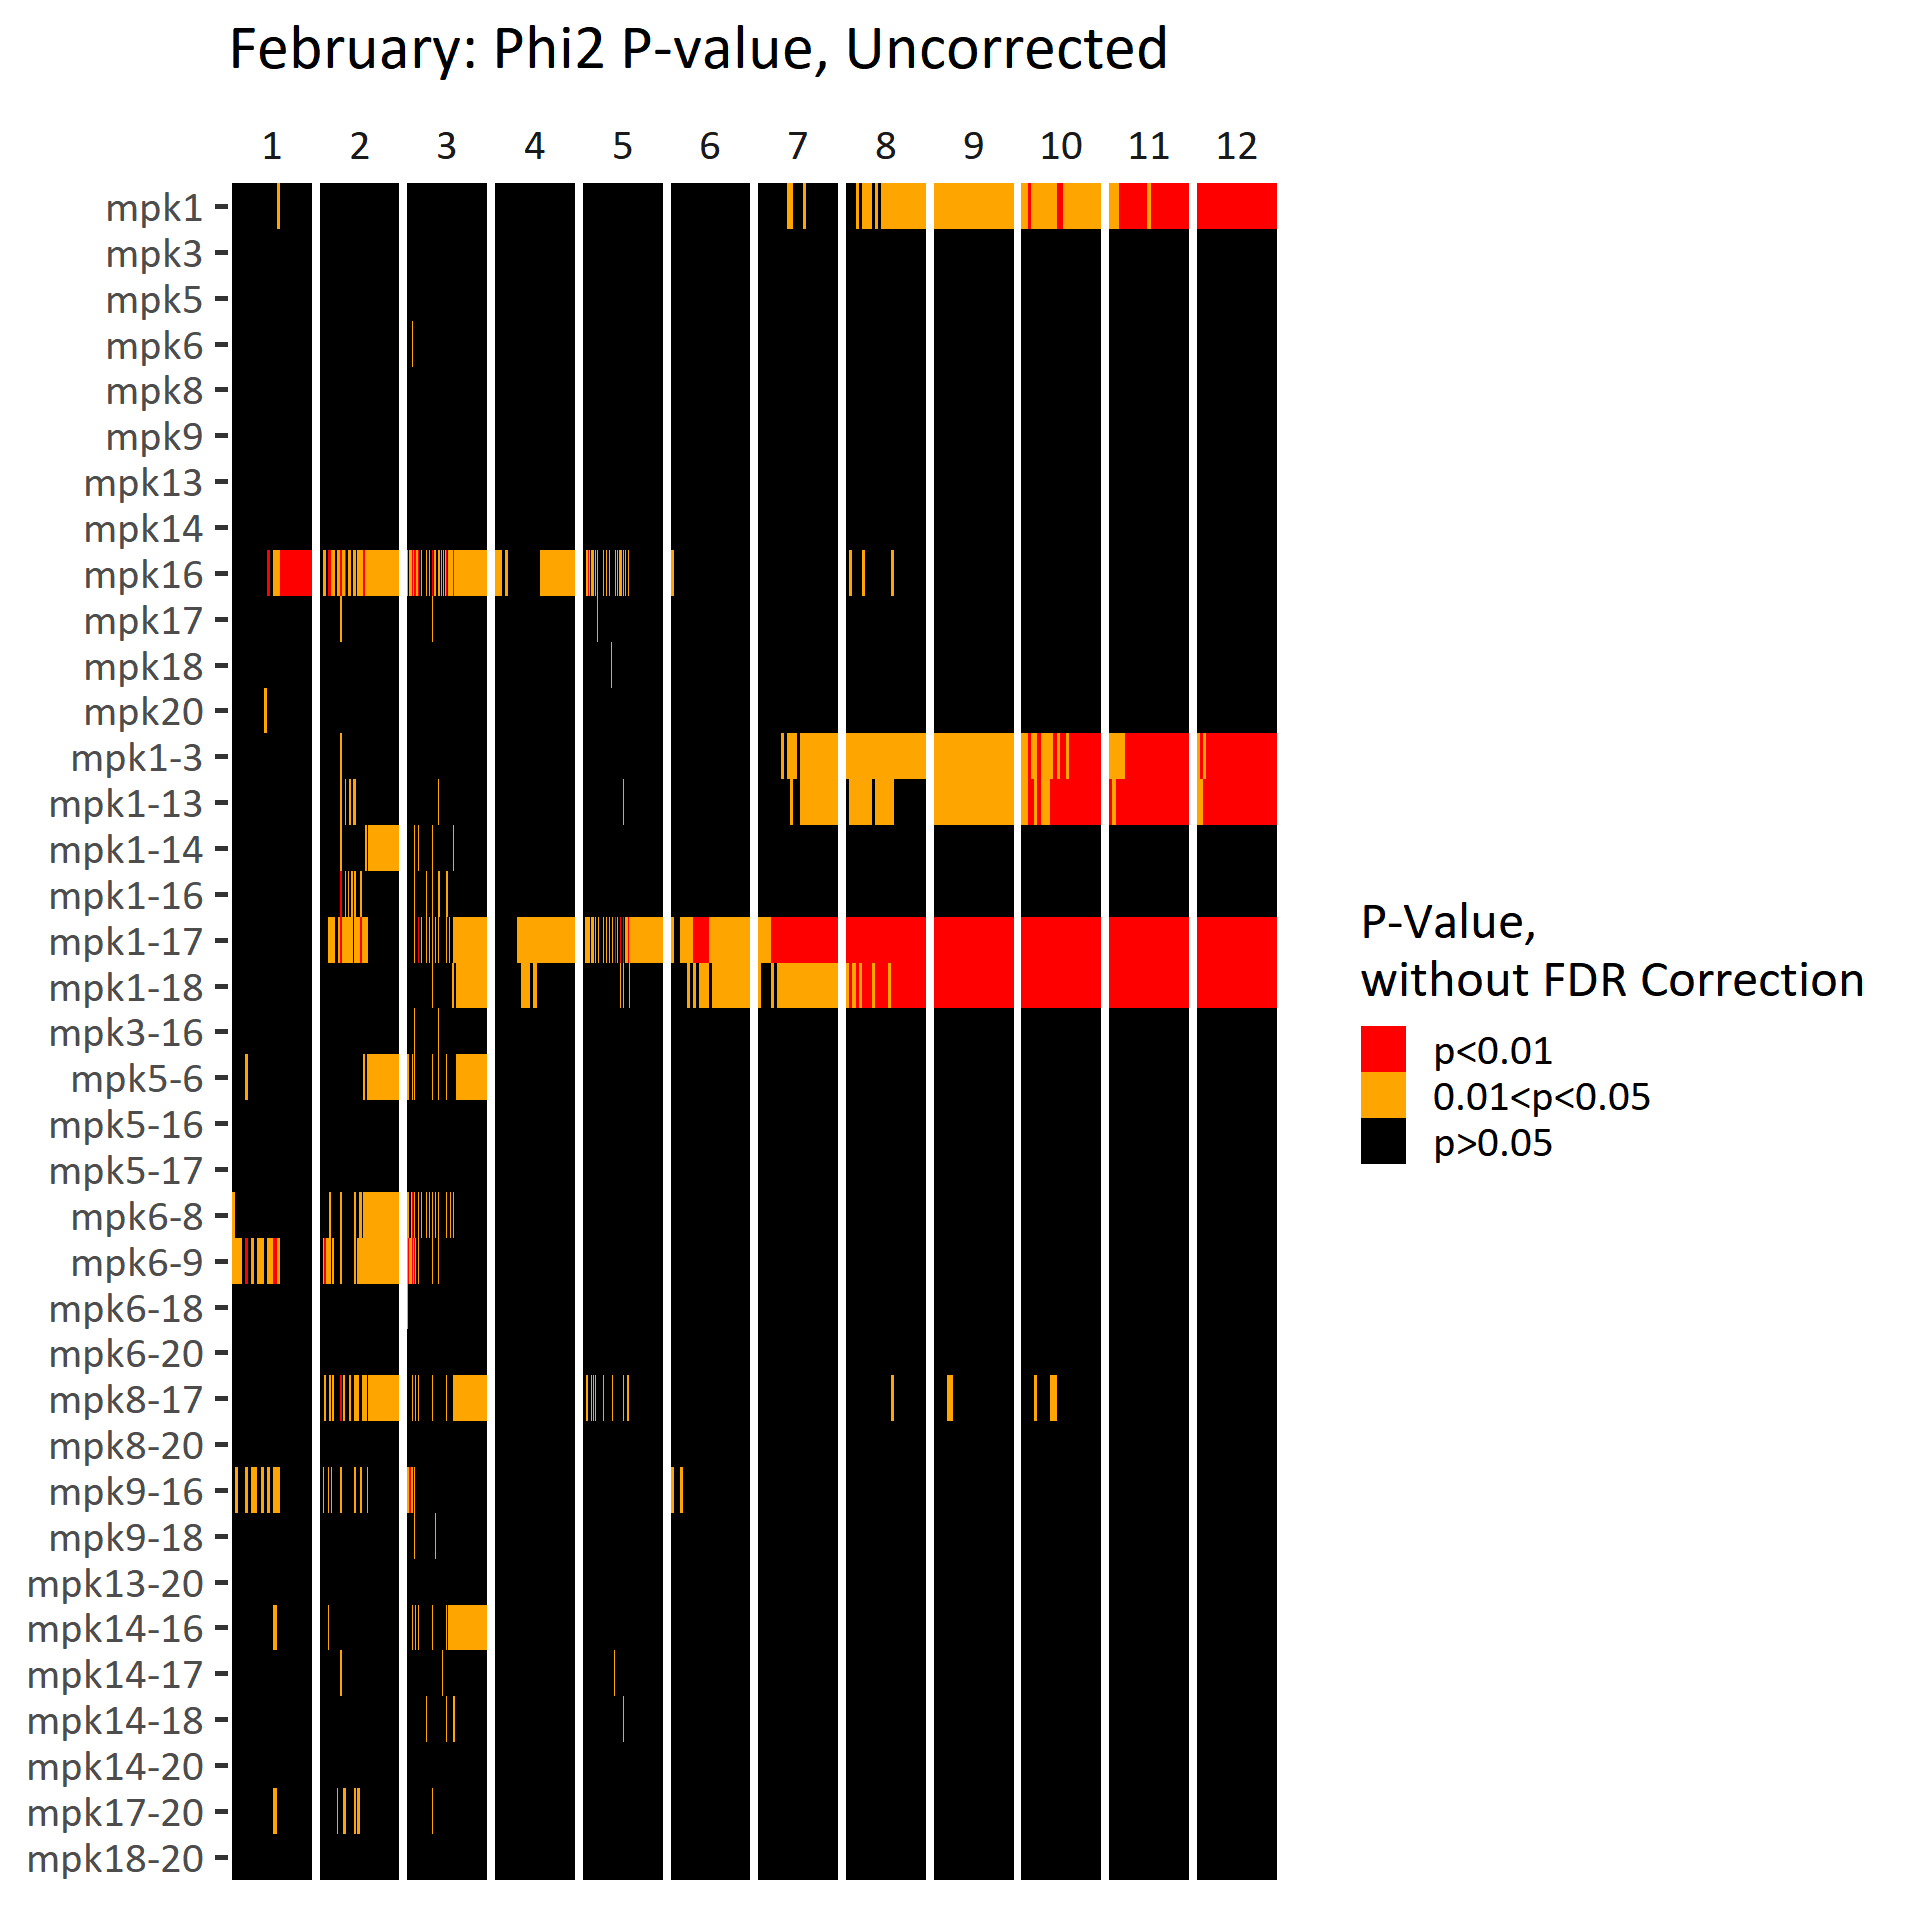 February: Phi2 P-value, Uncorrected
1 2 3 4 5 6 7 8 9 10 11 12
mpk1
mpk3
mpk5
mpk6
mpk8
mpk9
mpk13
mpk14
mpk16
mpk17
mpk18
mpk20
mpk1-3
mpk1-13
mpk1-14
mpk1-16
mpk1-17
mpk1-18
mpk3-16
mpk5-6
mpk5-16
mpk5-17
mpk6-8
mpk6-9
mpk6-18
mpk6-20
mpk8-17
mpk8-20
mpk9-16
mpk9-18
mpk13-20
mpk14-16
mpk14-17
mpk14-18
mpk14-20
mpk17-20
mpk18-20
P-Value,
without FDR Correction
p<0.01
0.01<p<0.05
p>0.05